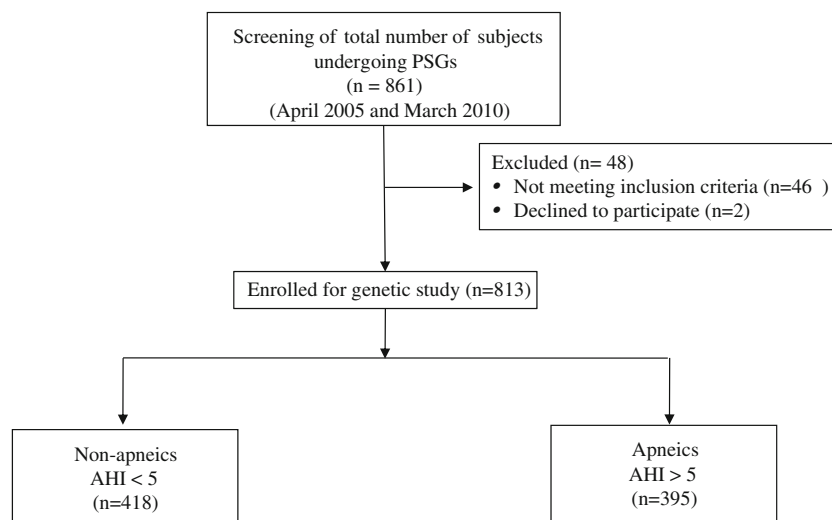 Screening of total number of subjects
undergoing PSGs
(n = 861)
(April 2005 and March 2010)
Excluded (n= 48)
• Not meeting inclusion criteria (n=46 )
• Declined to participate (n=2)
Enrolled for genetic study (n=813)
Non-apneics
AHI < 5
(n=418)
Apneics
AHI > 5
(n=395)